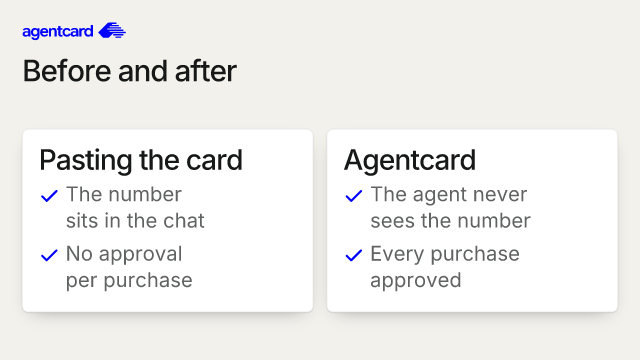 agentcard
Before and after
Pasting the card
The number
sits in the chat
No approval
per purchase
Agentcard
The agent never
sees the number
Every purchase
approved